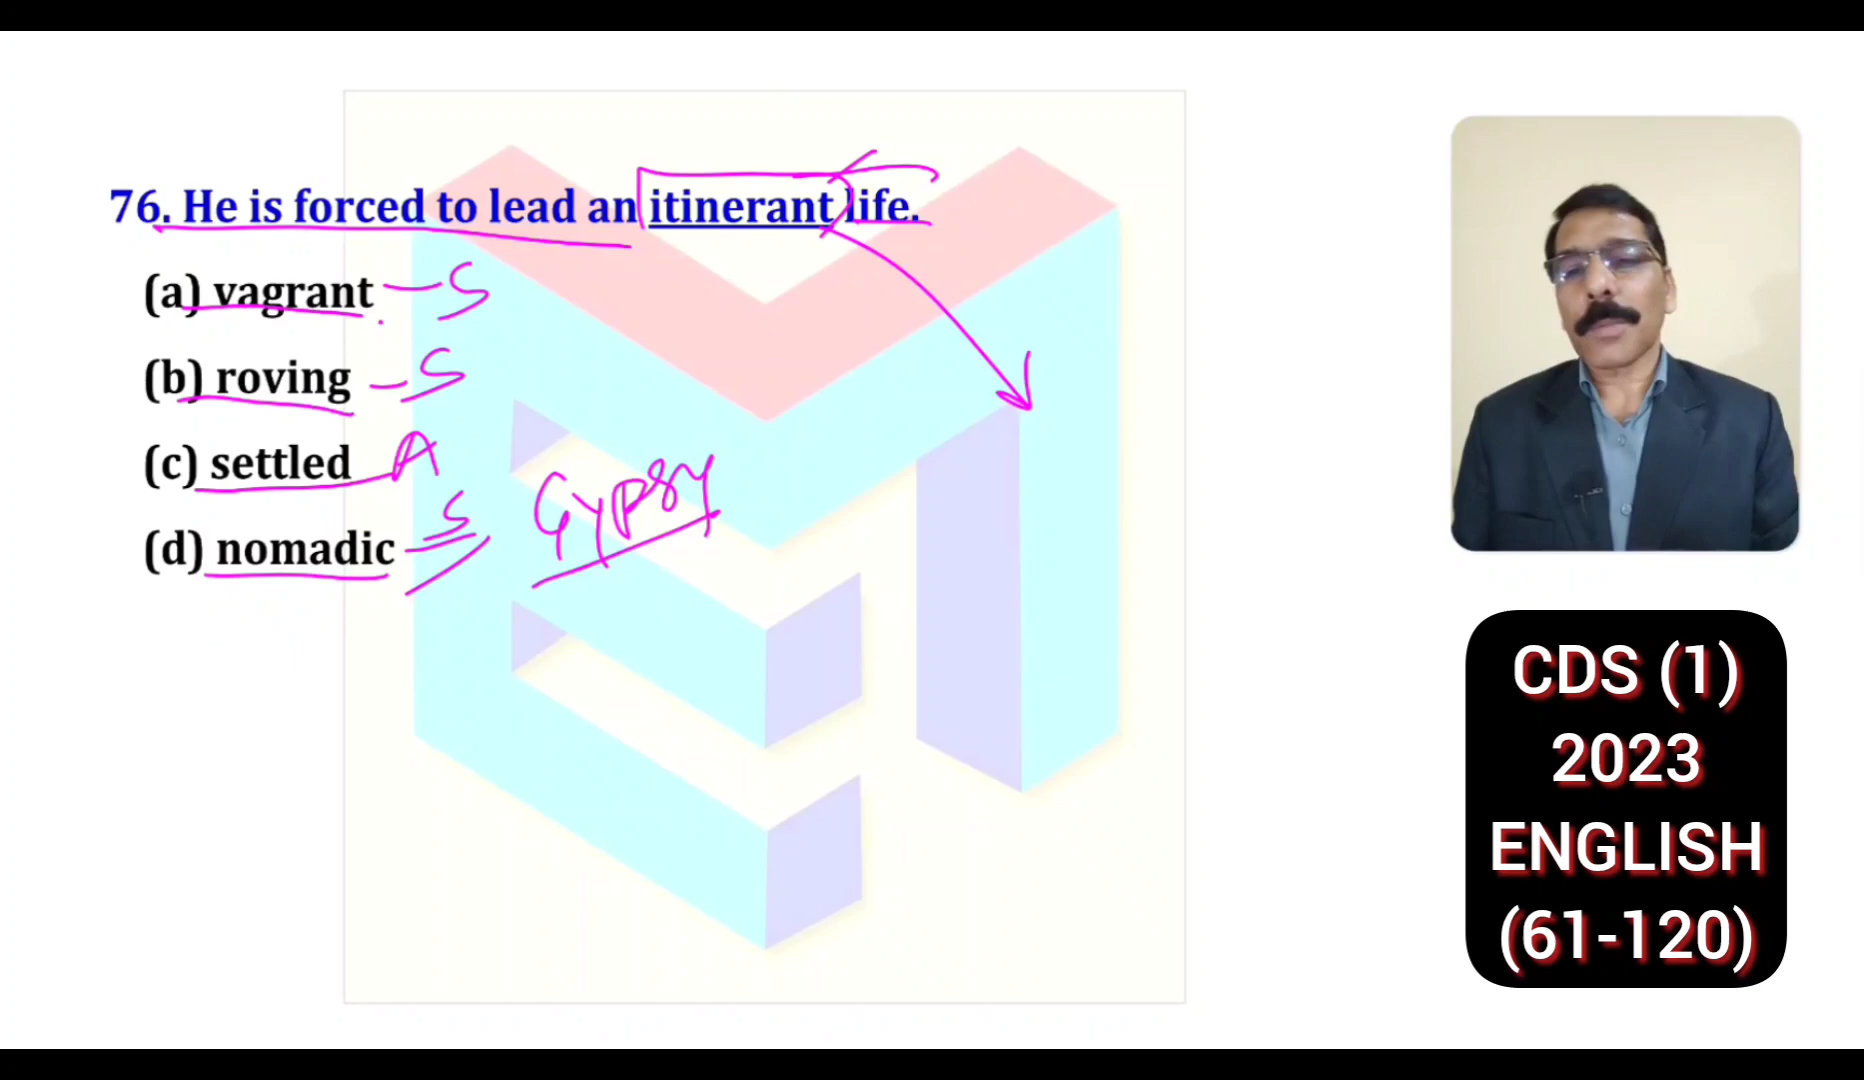 76. He is forced to lead an itinerant life.
(a) vagrant — S
(b) roving — S
(c) settled A
(d) nomadic — S
Gypsy
CDS (1)
2023
ENGLISH
(61-120)